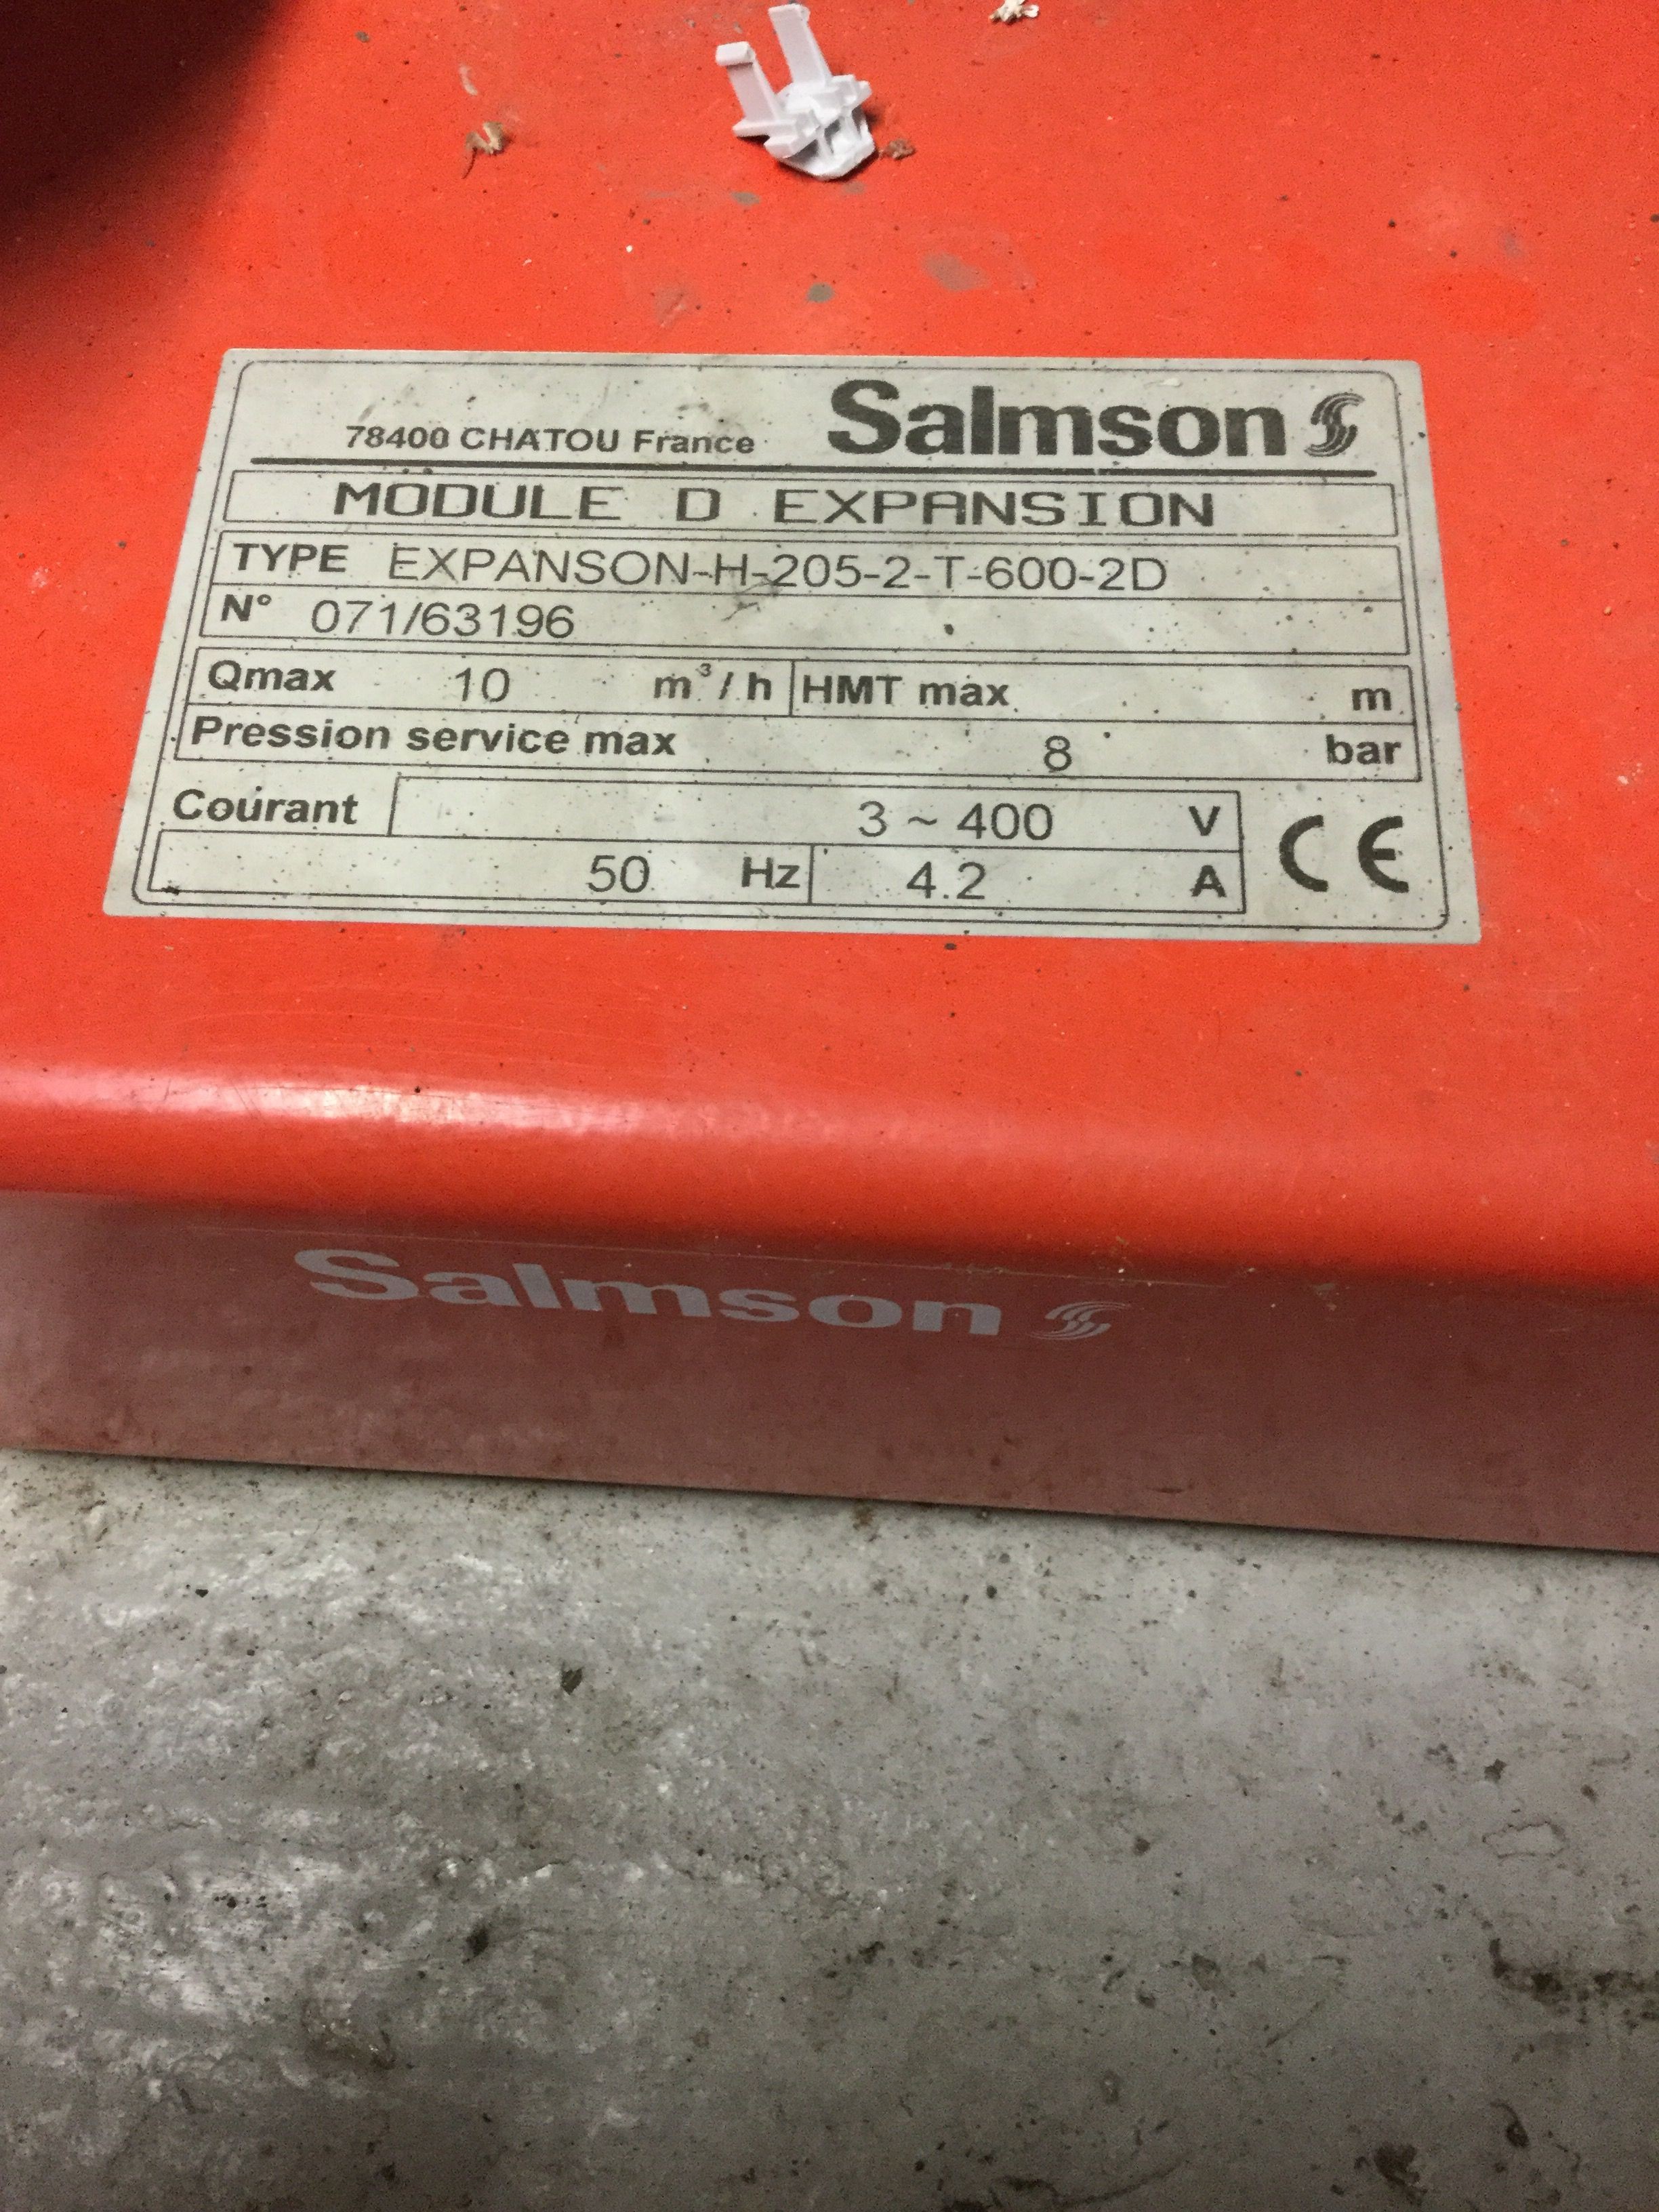 78400 CHATOU France Salmson
MODULE D EXPANSION
TYPE EXPANSON-H-205-2-T-600-2D
N° 071/63196
Qmax 10 m³/h HMT max m
Pression service max 8 bar
Courant 3 ~ 400 V
50 Hz 4.2 A CE
Salmson